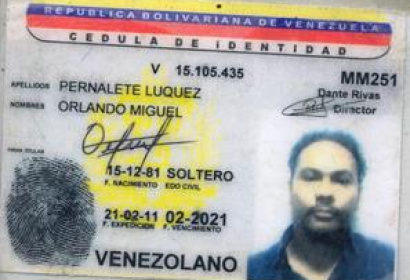 REPUBLICA BOLIVARIANA DE VENEZUELA
CEDULA DE iDENTIDAD
V 15.105.435
MM251
APELLIDOS PERNALETE LUQUEZ
Dante Rivas
Director
NOMBRES ORLANDO MIGUEL
FIRMA TITULAR
15-12-81 SOLTERO
F. NACIMIENTO EDO CIVIL
21-02-11 02-2021
F. EXPEDICION F. VENCIMIENTO
VENEZOLANO